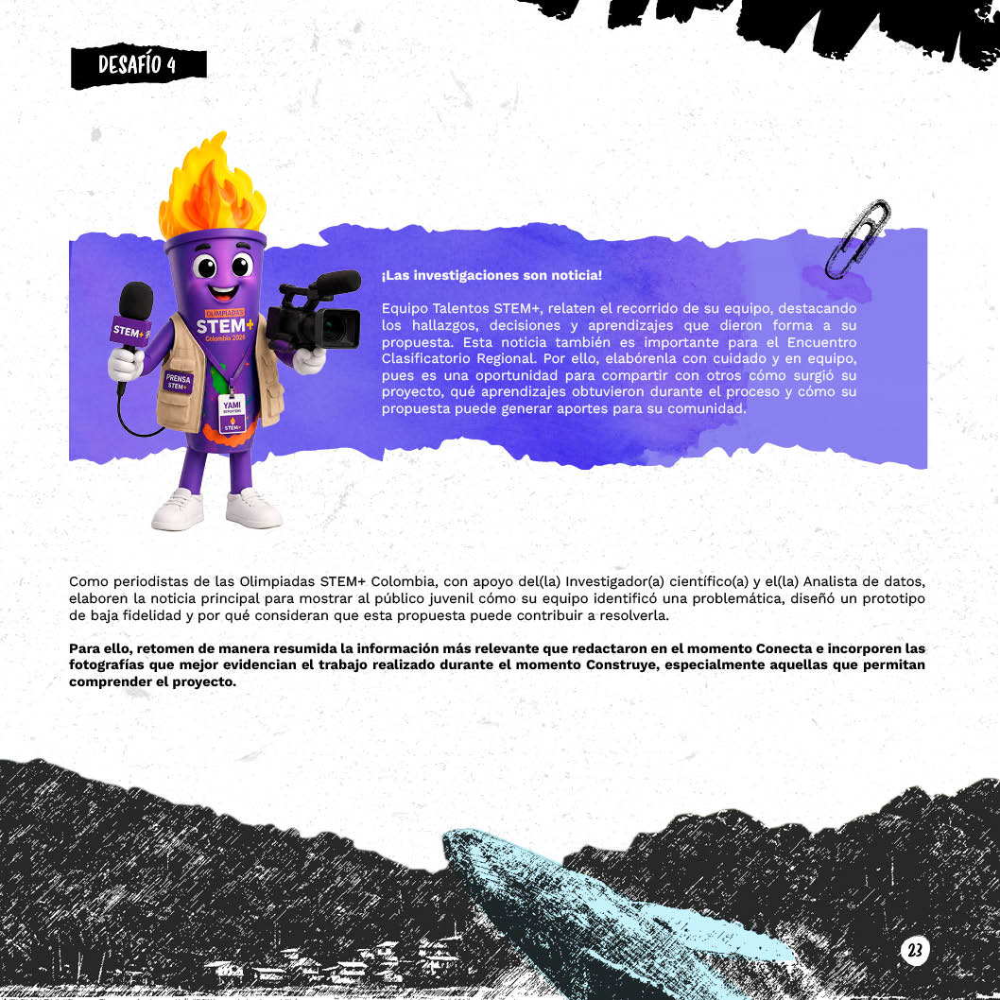 DESAFÍO 4
OLIMPIADAS
STEM+
Colombia 2026
STEM+
PRENSA
STEM+
YAMI
REPORTERO
STEM+
¡Las investigaciones son noticia!
Equipo Talentos STEM+, relaten el recorrido de su equipo, destacando
los hallazgos, decisiones y aprendizajes que dieron forma a su
propuesta. Esta noticia también es importante para el Encuentro
Clasificatorio Regional. Por ello, elabórenla con cuidado y en equipo,
pues es una oportunidad para compartir con otros cómo surgió su
proyecto, qué aprendizajes obtuvieron durante el proceso y cómo su
propuesta puede generar aportes para su comunidad.
Como periodistas de las Olimpiadas STEM+ Colombia, con apoyo del(la) Investigador(a) científico(a) y el(la) Analista de datos,
elaboren la noticia principal para mostrar al público juvenil cómo su equipo identificó una problemática, diseñó un prototipo
de baja fidelidad y por qué consideran que esta propuesta puede contribuir a resolverla.
Para ello, retomen de manera resumida la información más relevante que redactaron en el momento Conecta e incorporen las
fotografías que mejor evidencian el trabajo realizado durante el momento Construye, especialmente aquellas que permitan
comprender el proyecto.
23